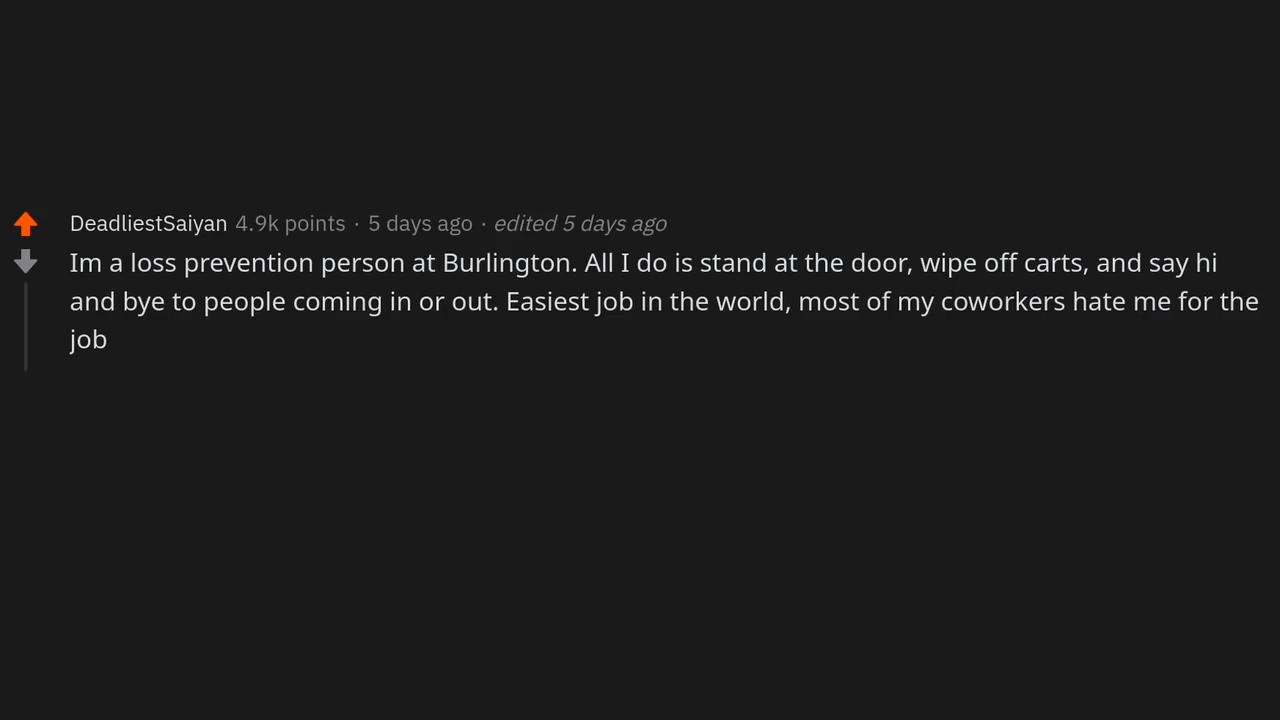 DeadliestSaiyan 4.9k points · 5 days ago · edited 5 days ago
Im a loss prevention person at Burlington. All I do is stand at the door, wipe off carts, and say hi
and bye to people coming in or out. Easiest job in the world, most of my coworkers hate me for the
job